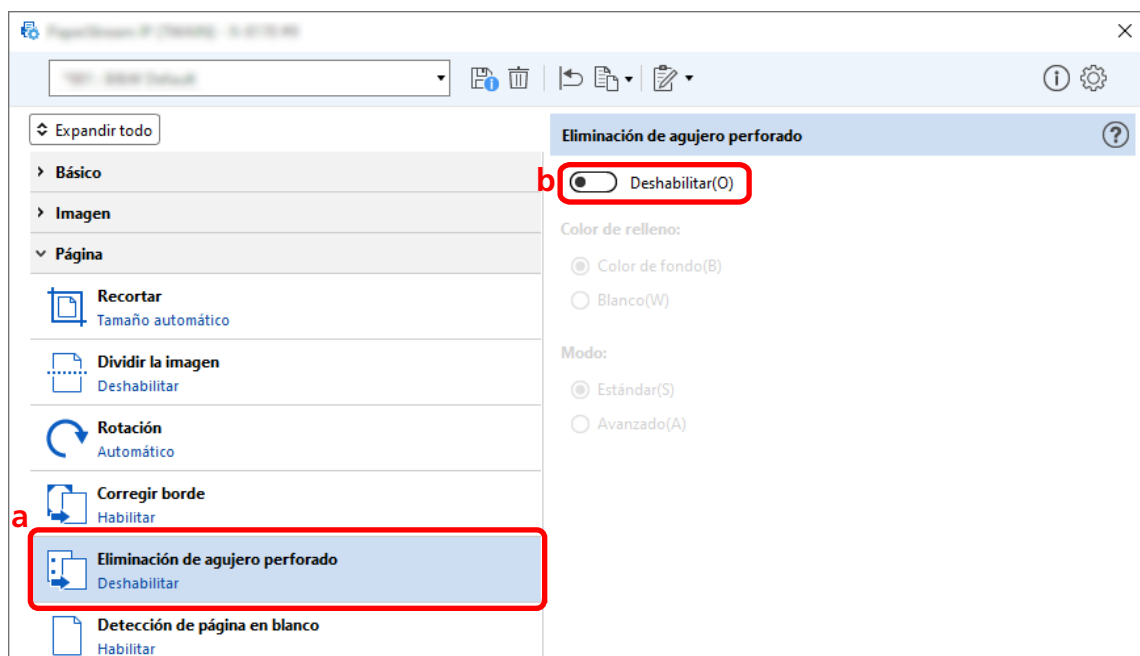 Expandir todo
Básico
Imagen
Página
Recortar
Tamaño automático
Dividir la imagen
Deshabilitar
Rotación
Automático
Corregir borde
Habilitar
a
Eliminación de agujero perforado
Deshabilitar
Detección de página en blanco
Habilitar
Eliminación de agujero perforado
b
Deshabilitar(O)
Color de relleno:
Color de fondo(B)
Blanco(W)
Modo:
Estándar(S)
Avanzado(A)